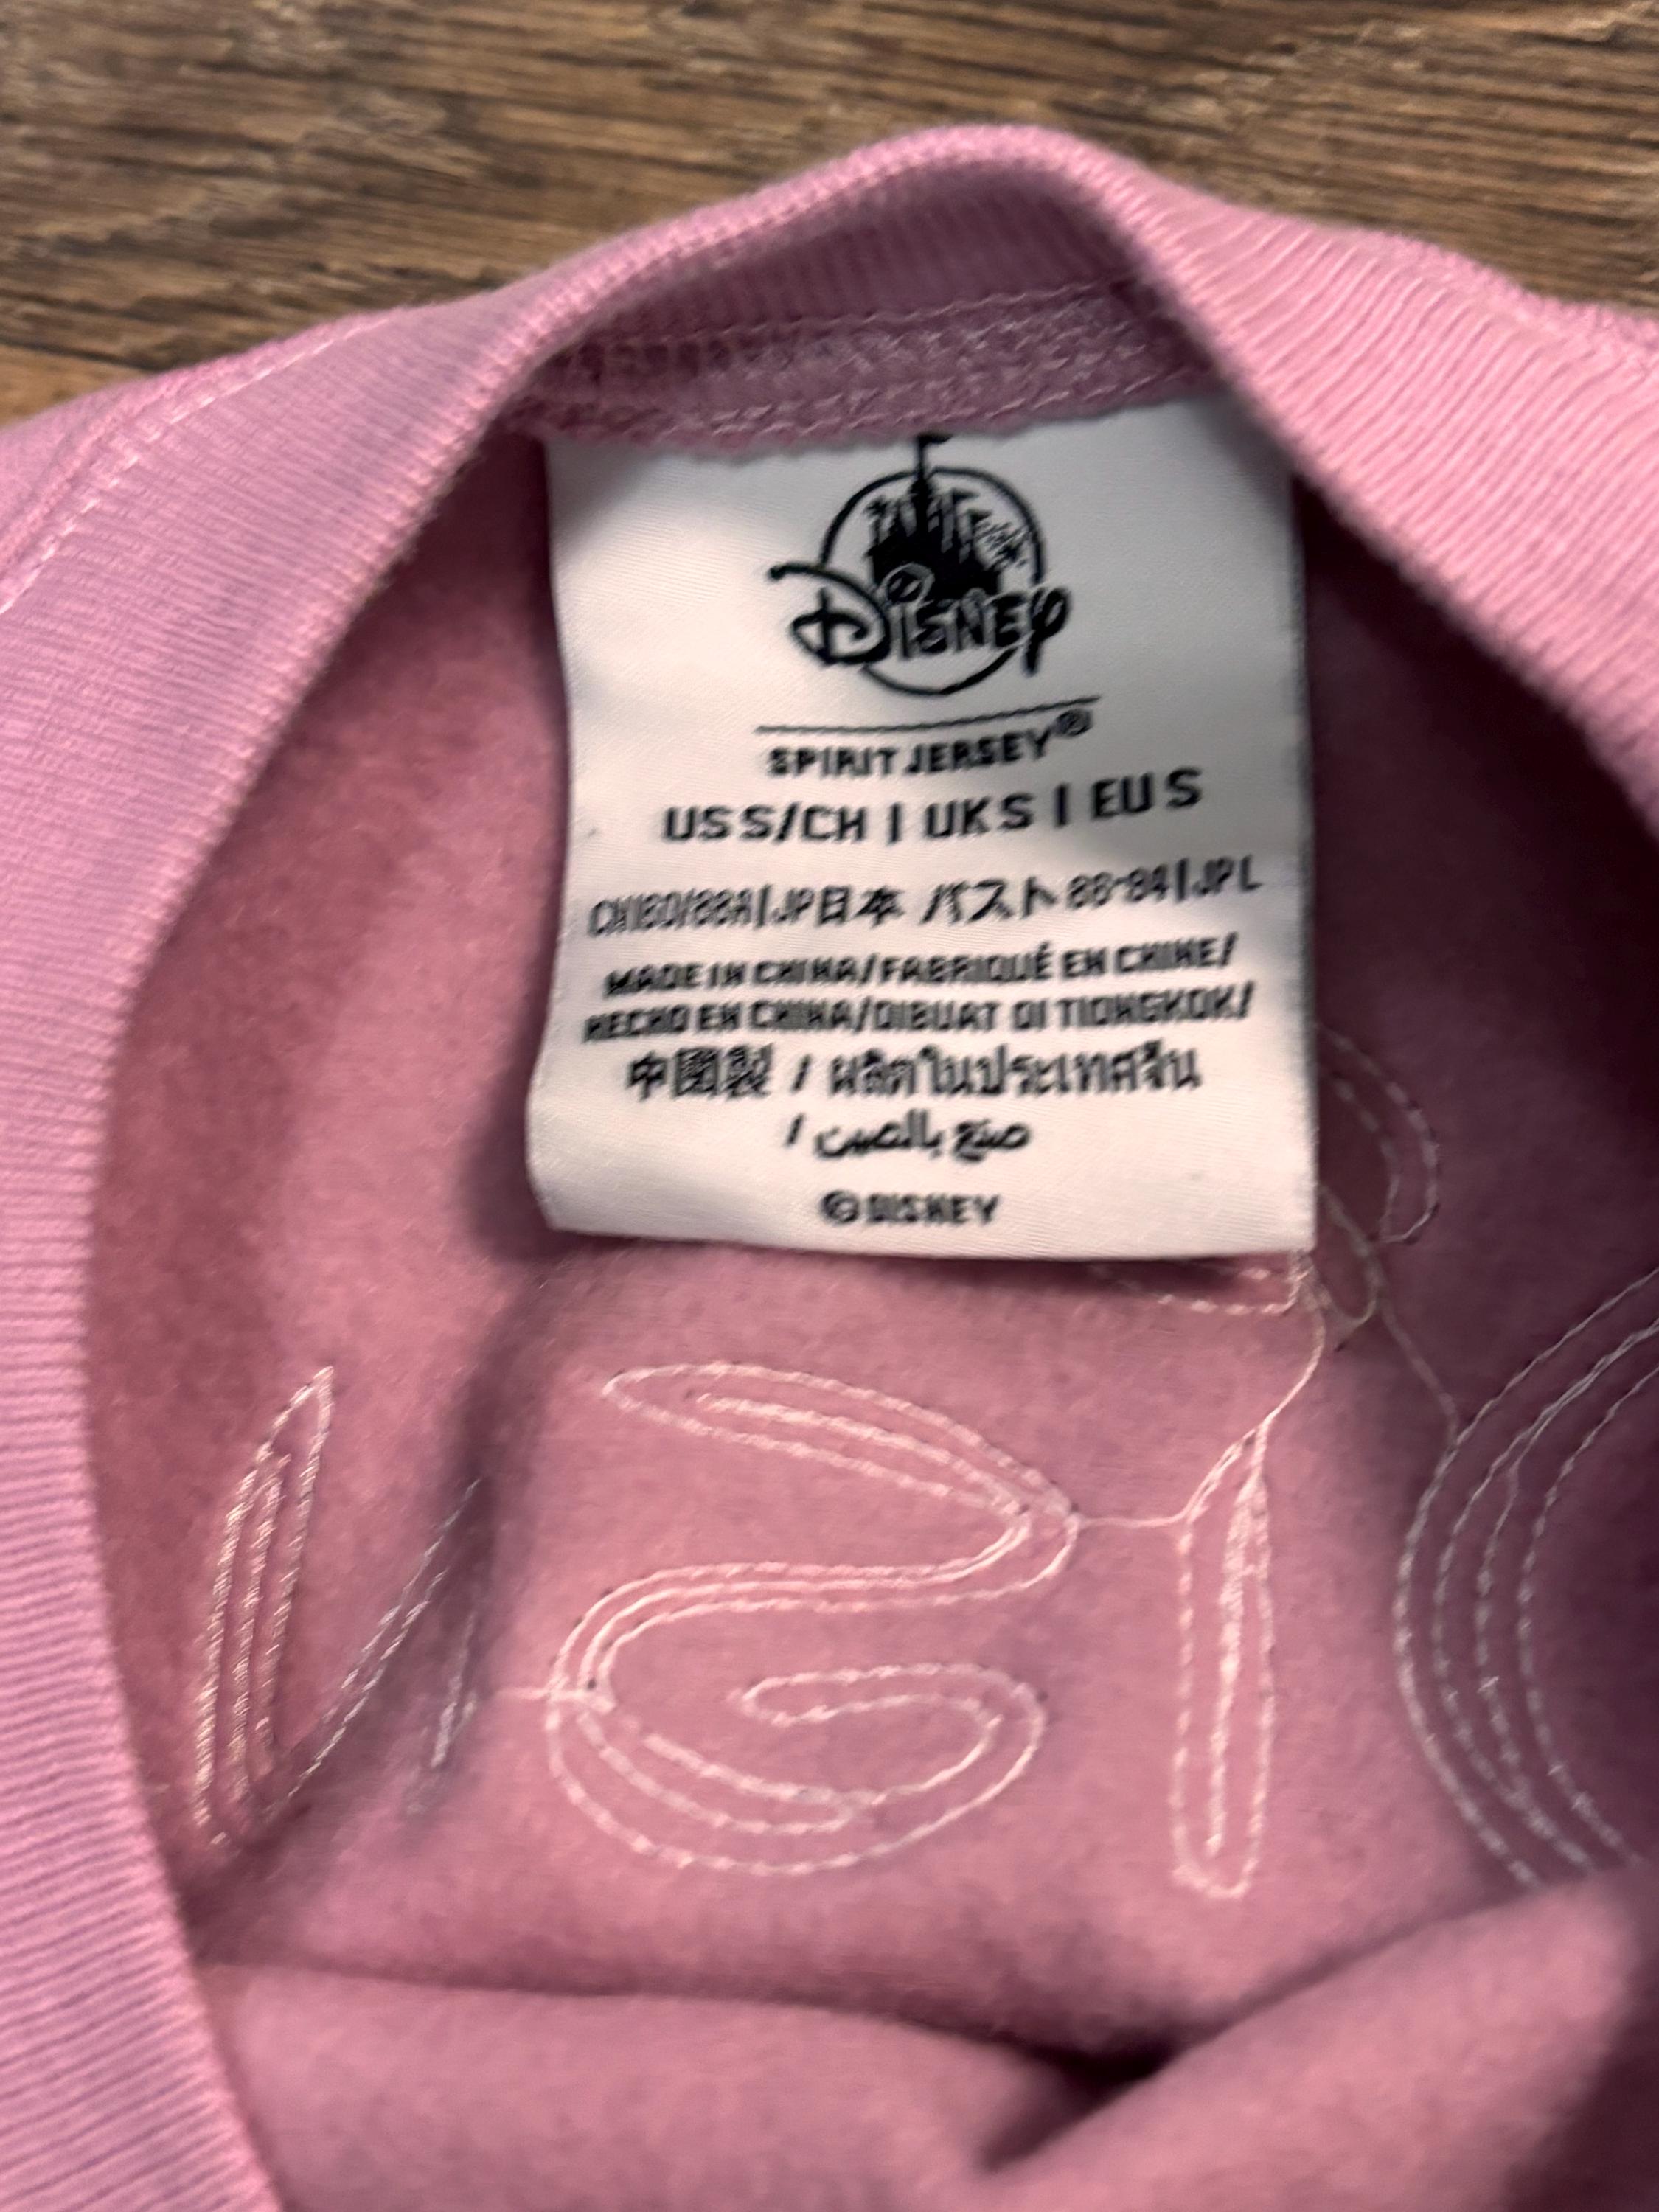 Disney
SPIRIT JERSEY®
US S/CH | UK S | EU S
CN160/88A|JP日本 バスト88-94|JP L
MADE IN CHINA/FABRIQUÉ EN CHINE/
HECHO EN CHINA/DIBUAT DI TIONGKOK/
中國製 / ผลิตในประเทศจีน
/ صنع بالصين
©DISNEY